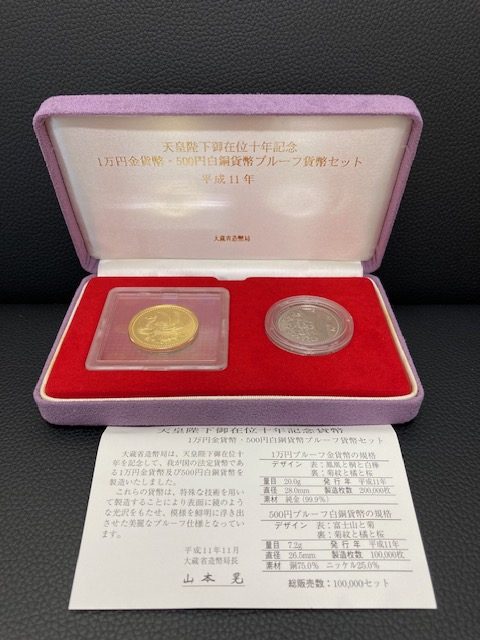 天皇陛下御在位十年記念
1万円金貨幣・500円白銅貨幣プルーフ貨幣セット
平成11年
大蔵省造幣局
天皇陛下御在位十年記念貨幣
1万円金貨幣・500円白銅貨幣プルーフ貨幣セット
大蔵省造幣局は、天皇陛下御在位十
年を記念して、我が国の法定貨幣であ
る1万円金貨幣及び500円白銅貨幣を
製造いたしました。
これらの貨幣は、特殊な技術を用い
て製造することにより表面に鏡のよう
な光沢をもたせ、模様を鮮明に浮き出
させた美麗なプルーフ仕様となってい
ます。
平成11年11月
大蔵省造幣局長
山本 晃
1万円プルーフ金貨幣の規格
デザイン 表：鳳凰と桐と白樺
裏：菊紋と橘と桜
量目 20.0g 発行年 平成11年
直径 28.0mm 製造枚数 200,000枚
素材 純金(99.9%)
500円プルーフ白銅貨幣の規格
デザイン 表：富士山と菊
裏：菊紋と橘と桜
量目 7.2g 発行年 平成11年
直径 26.5mm 製造枚数 100,000枚
素材 銅75.0% ニッケル25.0%
総販売数：100,000セット